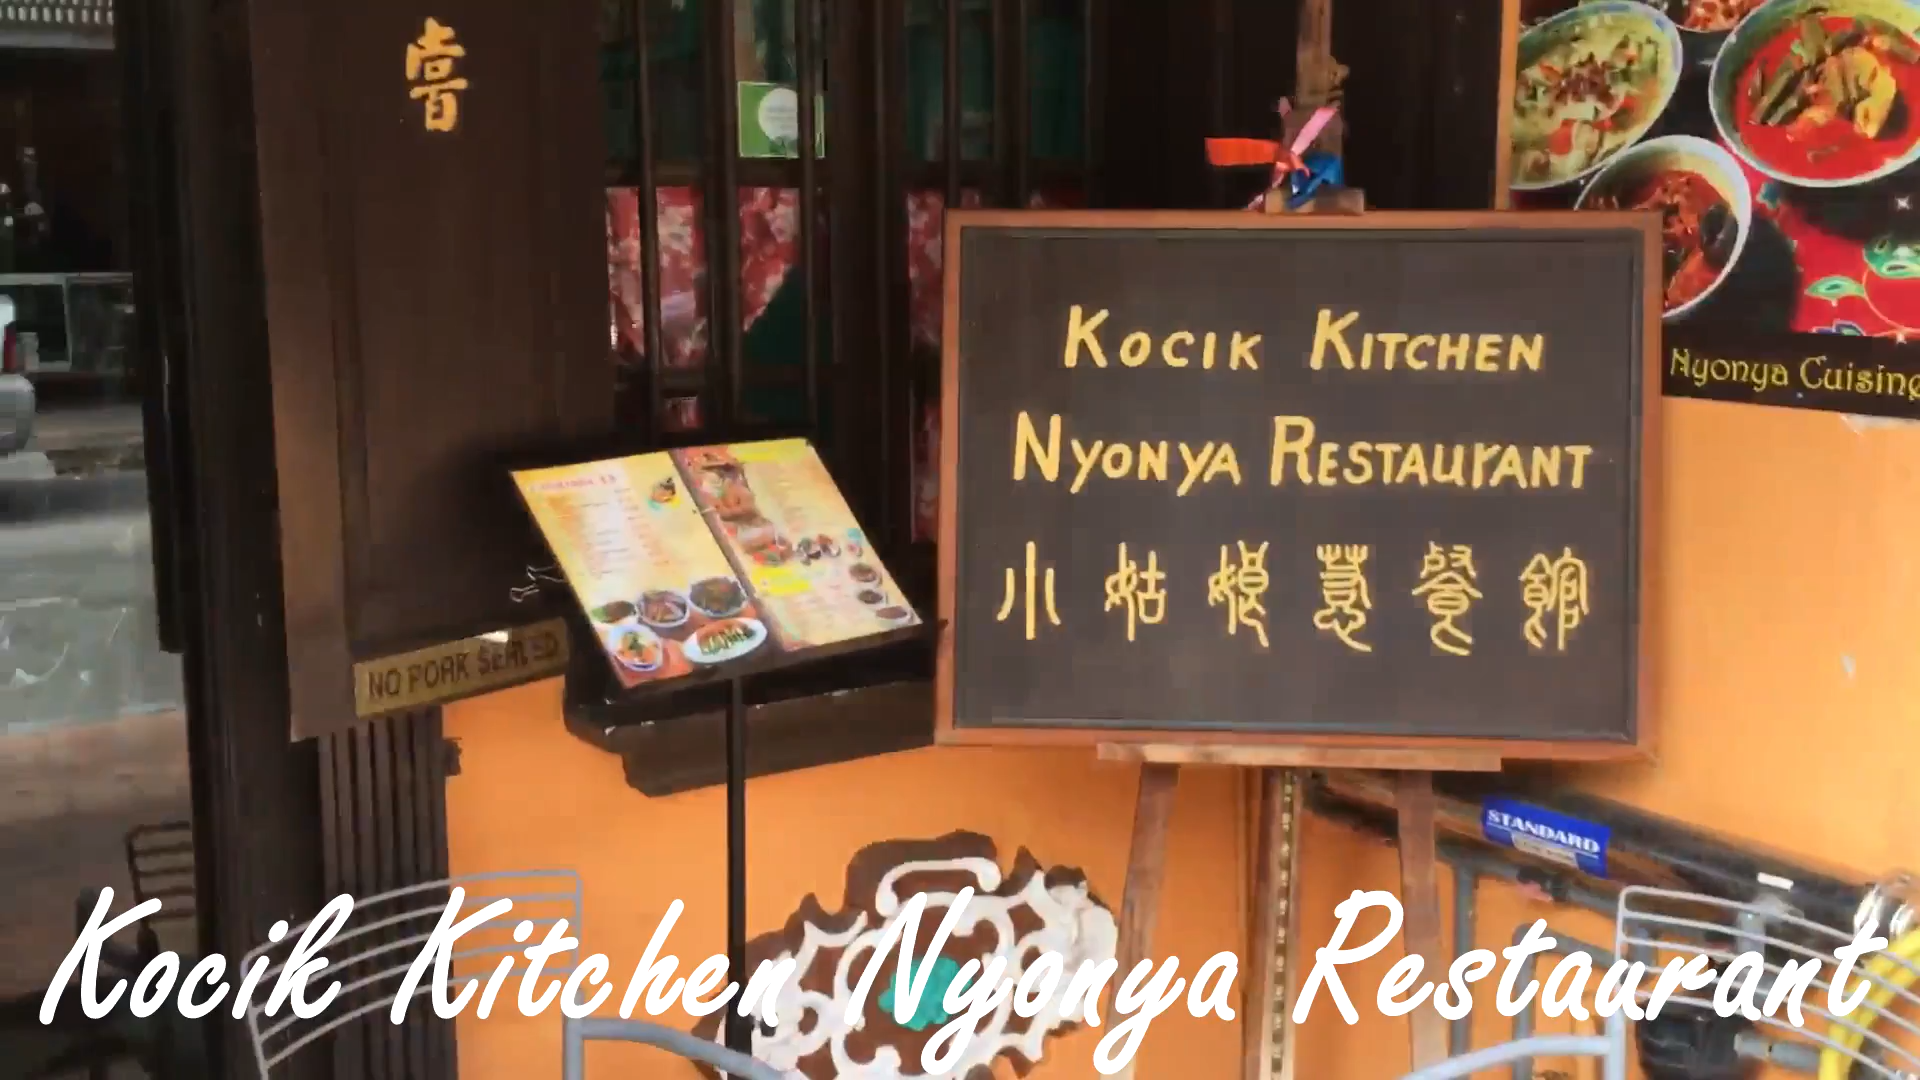 KOCIK KITCHEN
NYONYA RESTAURANT
小姑娘薏餐館
Nyonya Cuisine
NO PORK SERVED
STANDARD
Kocik Kitchen Nyonya Restaurant